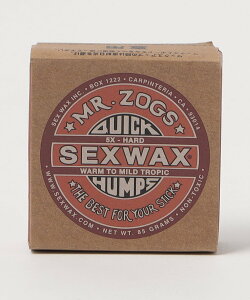 SEX WAX INC. • BOX 1222 • CARPINTERIA • CA • 93014
MR. ZOGS
QUICK
5X - HARD
SEXWAX®
WARM TO MILD TROPIC
HUMPS
"THE BEST FOR YOUR STICK"
WWW.SEXWAX.COM • NET WT. 85 GRAMS • NON-TOXIC